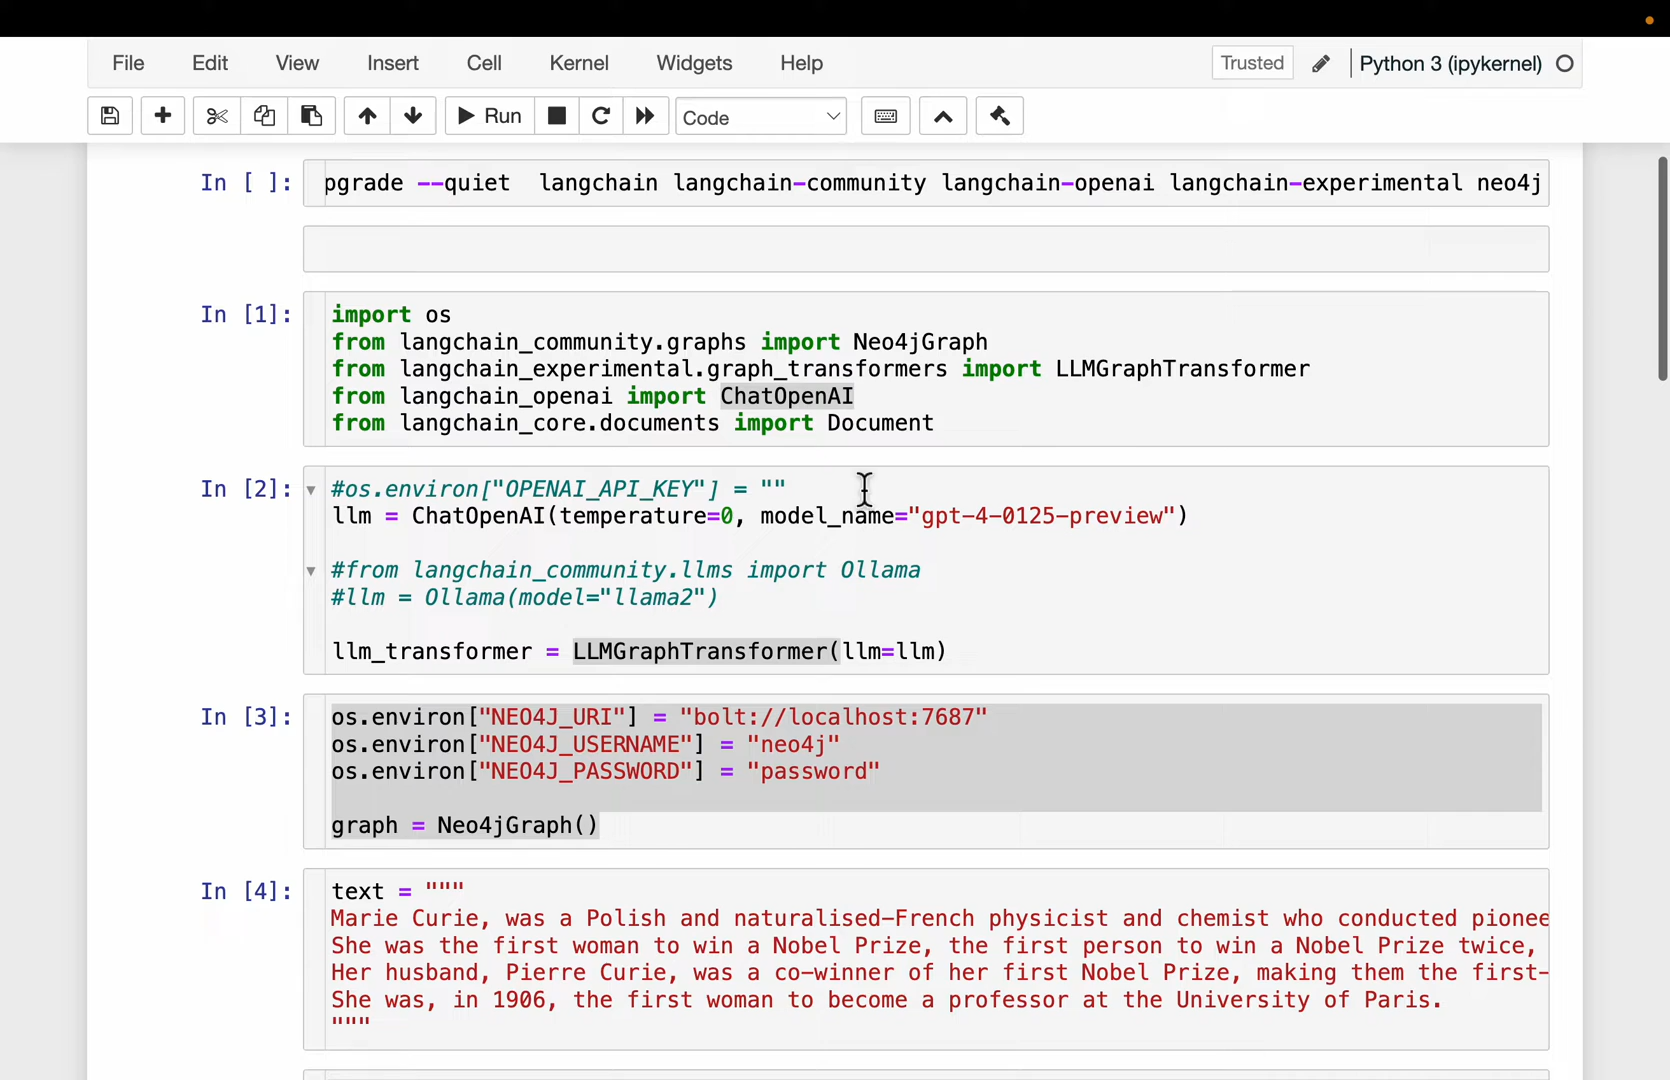 File Edit View Insert Cell Kernel Widgets Help Trusted Python 3 (ipykernel)
Run Code
In [ ]: pgrade --quiet  langchain langchain-community langchain-openai langchain-experimental neo4j
In [1]: import os
from langchain_community.graphs import Neo4jGraph
from langchain_experimental.graph_transformers import LLMGraphTransformer
from langchain_openai import ChatOpenAI
from langchain_core.documents import Document
In [2]: #os.environ["OPENAI_API_KEY"] = ""
llm = ChatOpenAI(temperature=0, model_name="gpt-4-0125-preview")
#from langchain_community.llms import Ollama
#llm = Ollama(model="llama2")
llm_transformer = LLMGraphTransformer(llm=llm)
In [3]: os.environ["NEO4J_URI"] = "bolt://localhost:7687"
os.environ["NEO4J_USERNAME"] = "neo4j"
os.environ["NEO4J_PASSWORD"] = "password"
graph = Neo4jGraph()
In [4]: text = """
Marie Curie, was a Polish and naturalised-French physicist and chemist who conducted pionee
She was the first woman to win a Nobel Prize, the first person to win a Nobel Prize twice,
Her husband, Pierre Curie, was a co-winner of her first Nobel Prize, making them the first-
She was, in 1906, the first woman to become a professor at the University of Paris.
"""